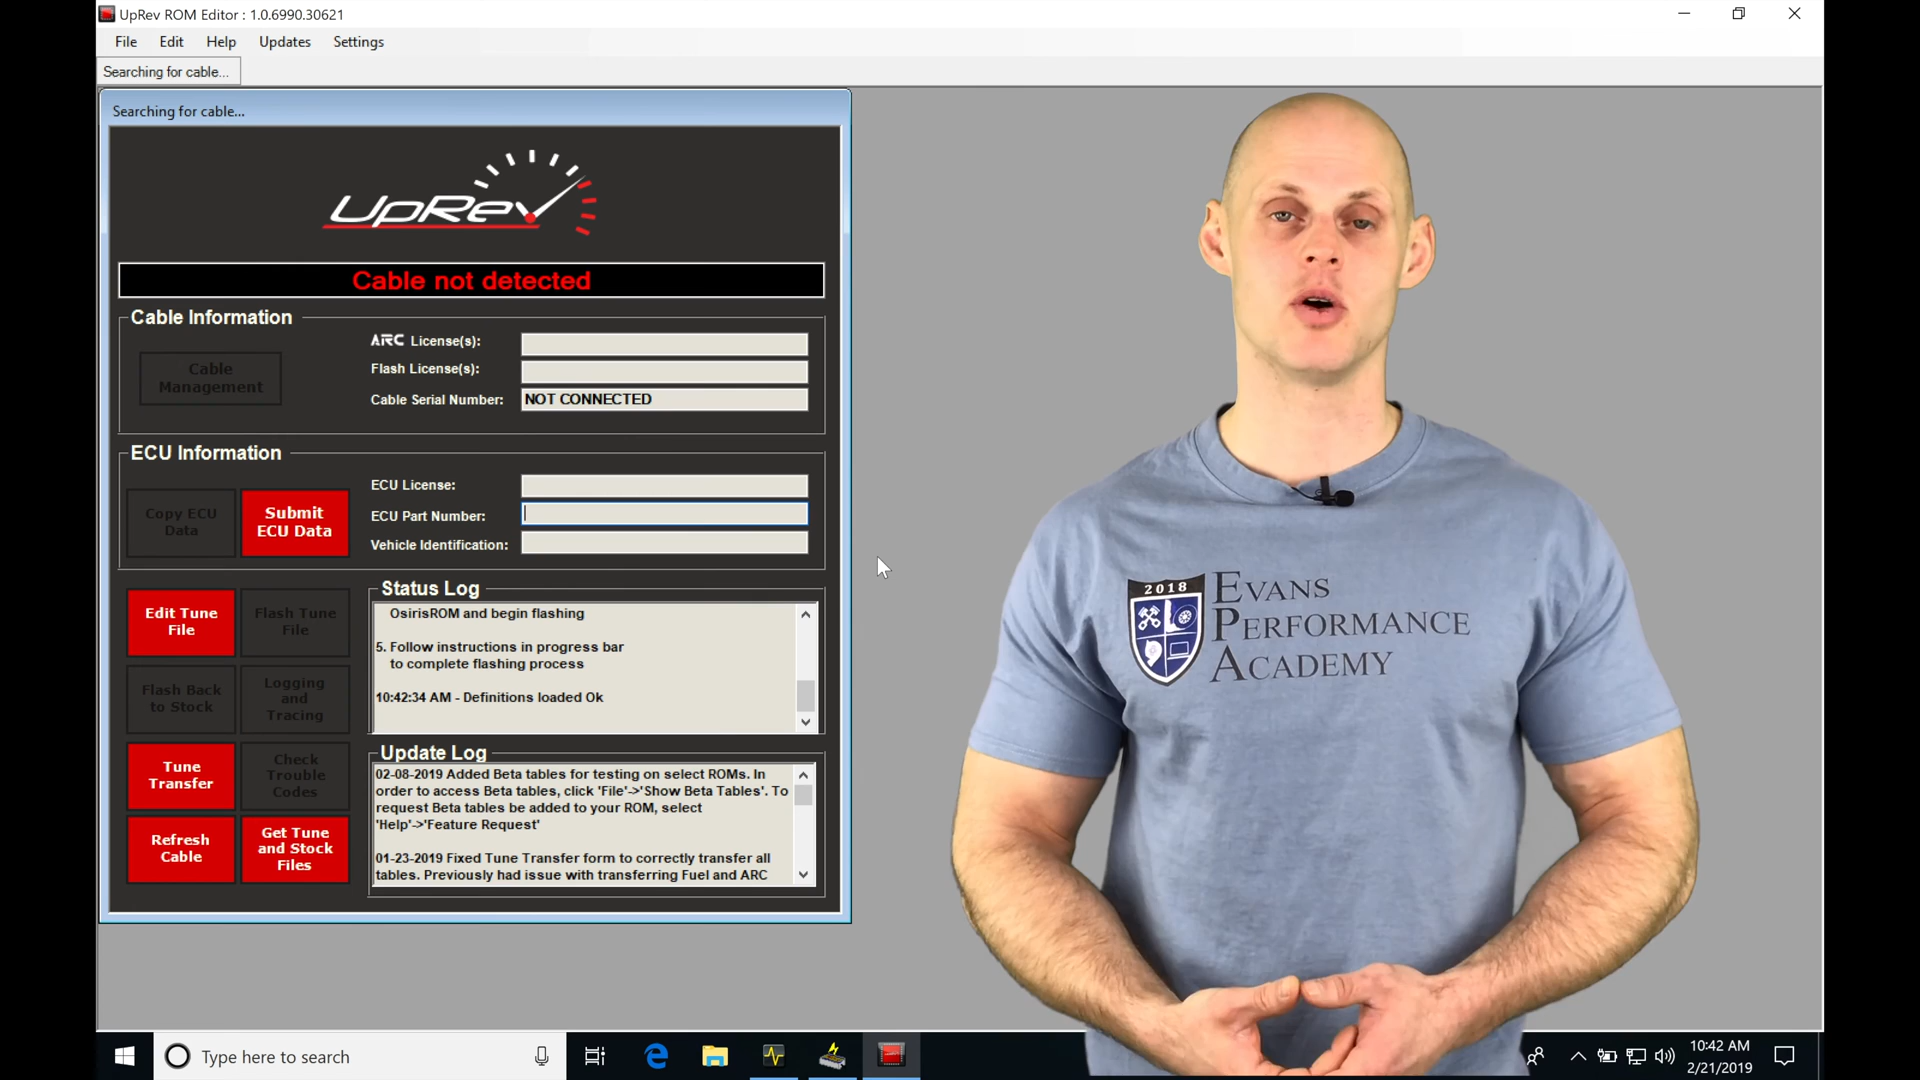 UpRev ROM Editor : 1.0.6990.30621
File Edit Help Updates Settings
Searching for cable...
Searching for cable...
UpRev
Cable not detected
Cable Information
Cable Management
ARC License(s):
Flash License(s):
Cable Serial Number: NOT CONNECTED
ECU Information
Copy ECU Data
Submit ECU Data
ECU License:
ECU Part Number:
Vehicle Identification:
Edit Tune File
Flash Tune File
Flash Back to Stock
Logging and Tracing
Tune Transfer
Check Trouble Codes
Refresh Cable
Get Tune and Stock Files
Status Log
OsirisROM and begin flashing
5. Follow instructions in progress bar
to complete flashing process
10:42:34 AM - Definitions loaded Ok
Update Log
02-08-2019 Added Beta tables for testing on select ROMs. In
order to access Beta tables, click 'File'->'Show Beta Tables'. To
request Beta tables be added to your ROM, select
'Help'->'Feature Request'
01-23-2019 Fixed Tune Transfer form to correctly transfer all
tables. Previously had issue with transferring Fuel and ARC
2018
Evans
Performance
Academy
Type here to search
10:42 AM
2/21/2019